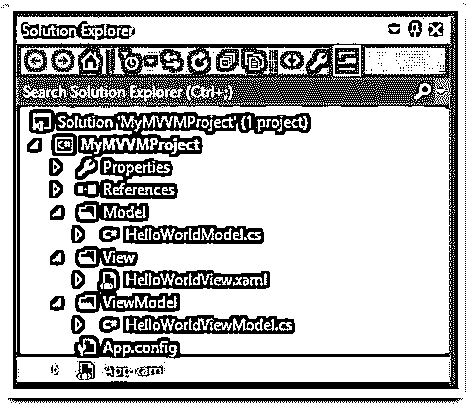 Solution Explorer
Search Solution Explorer (Ctrl+;)
Solution 'MyMVVMProject' (1 project)
C# MyMVVMProject
Properties
References
Model
C# HelloWorldModel.cs
View
HelloWorldView.xaml
ViewModel
C# HelloWorldViewModel.cs
App.config
App.xaml